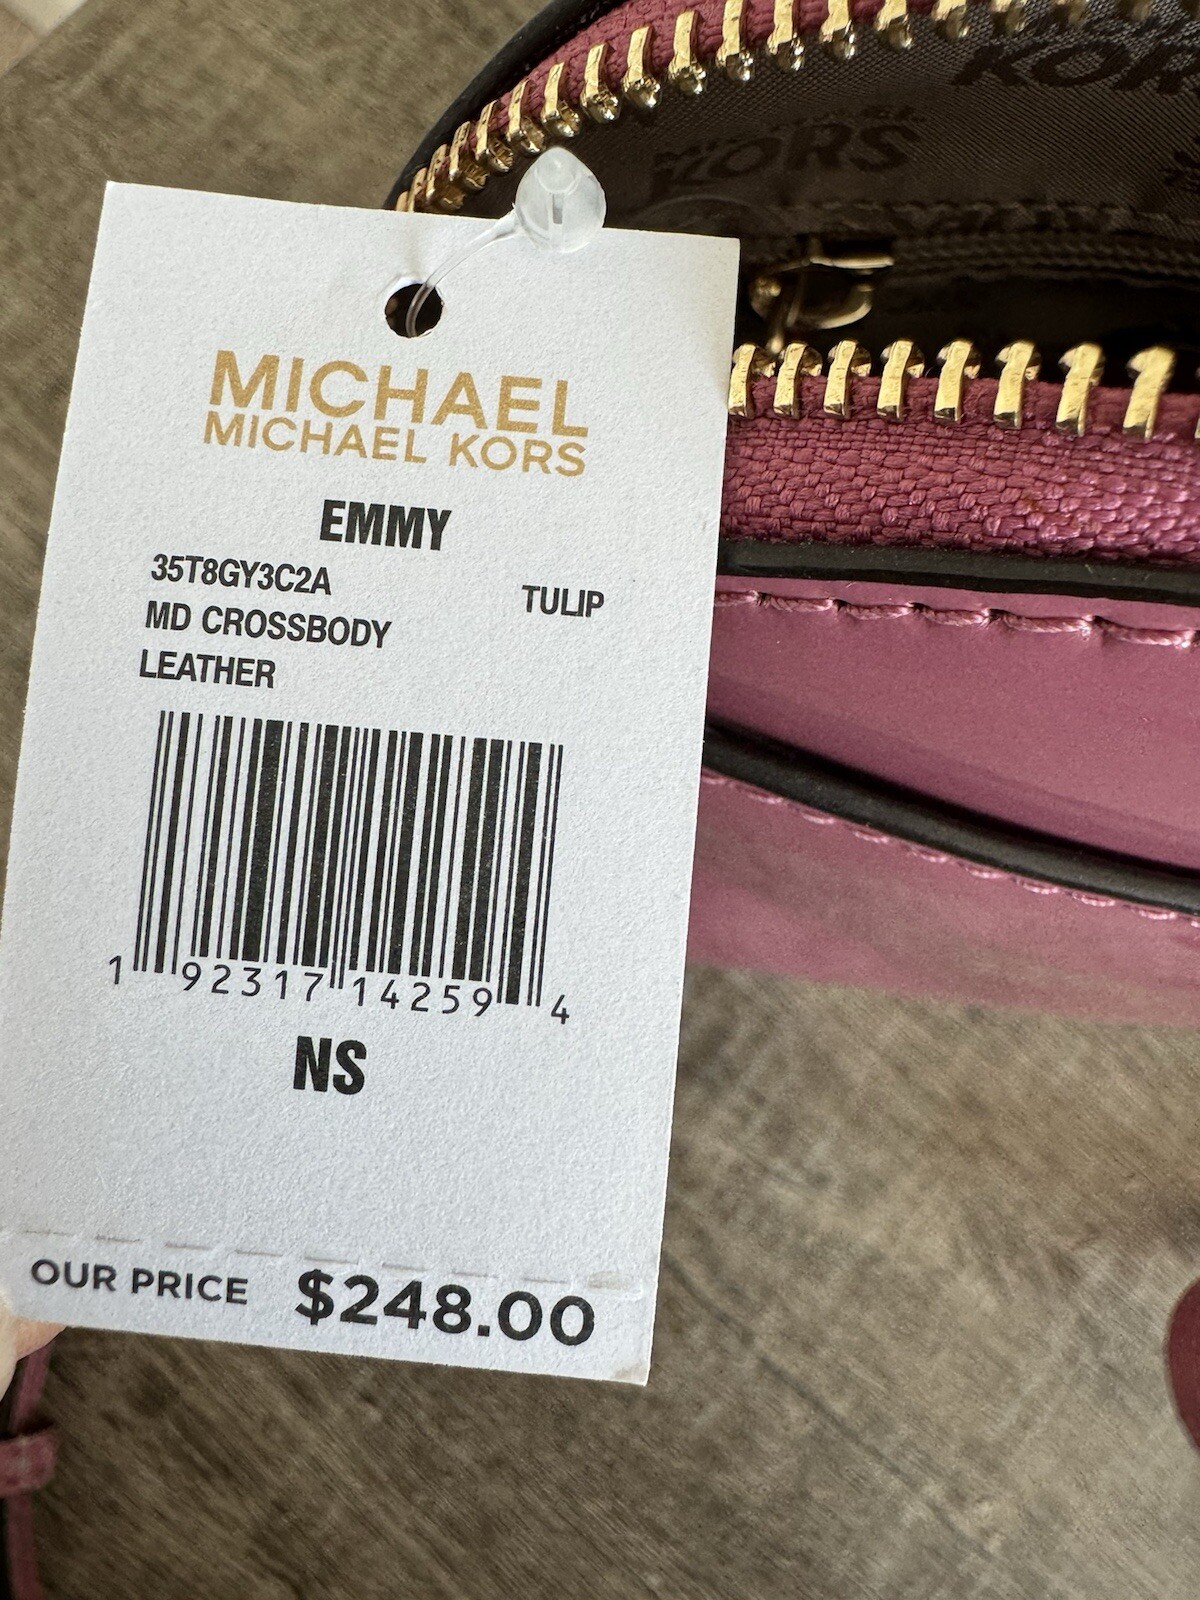 MICHAEL
MICHAEL KORS
EMMY
35T8GY3C2A
TULIP
MD CROSSBODY
LEATHER
1 92317 14259 4
NS
OUR PRICE $248.00
KORS
KORS